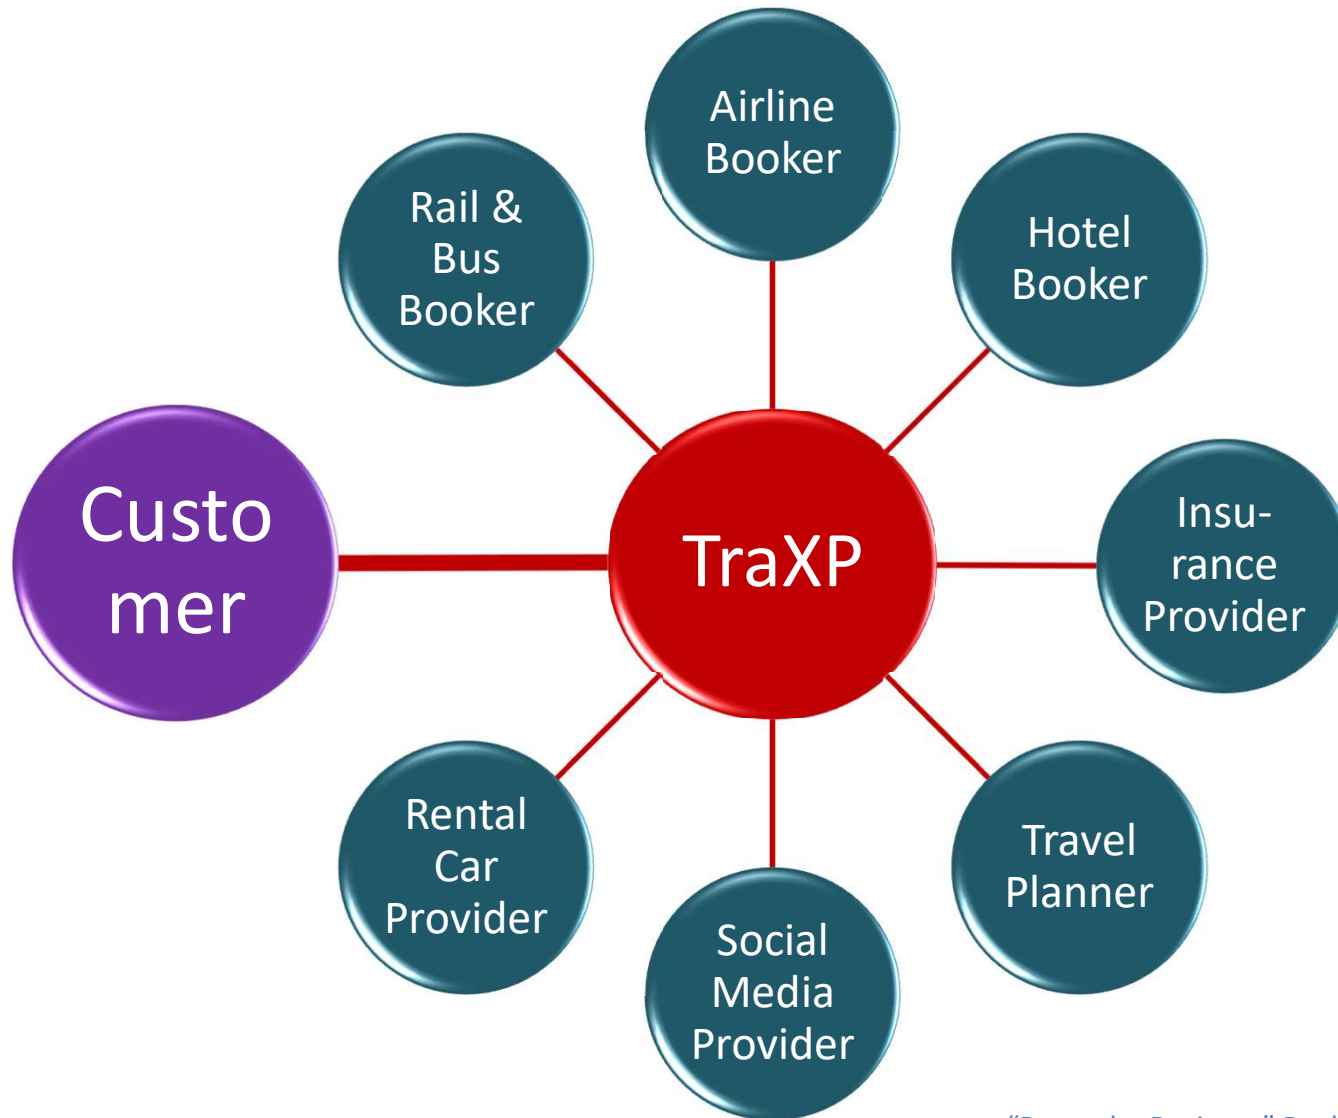 Airline
Booker
Rail &
Bus
Booker
Hotel
Booker
Custo
mer
TraXP
Insu-
rance
Provider
Rental
Car
Provider
Travel
Planner
Social
Media
Provider